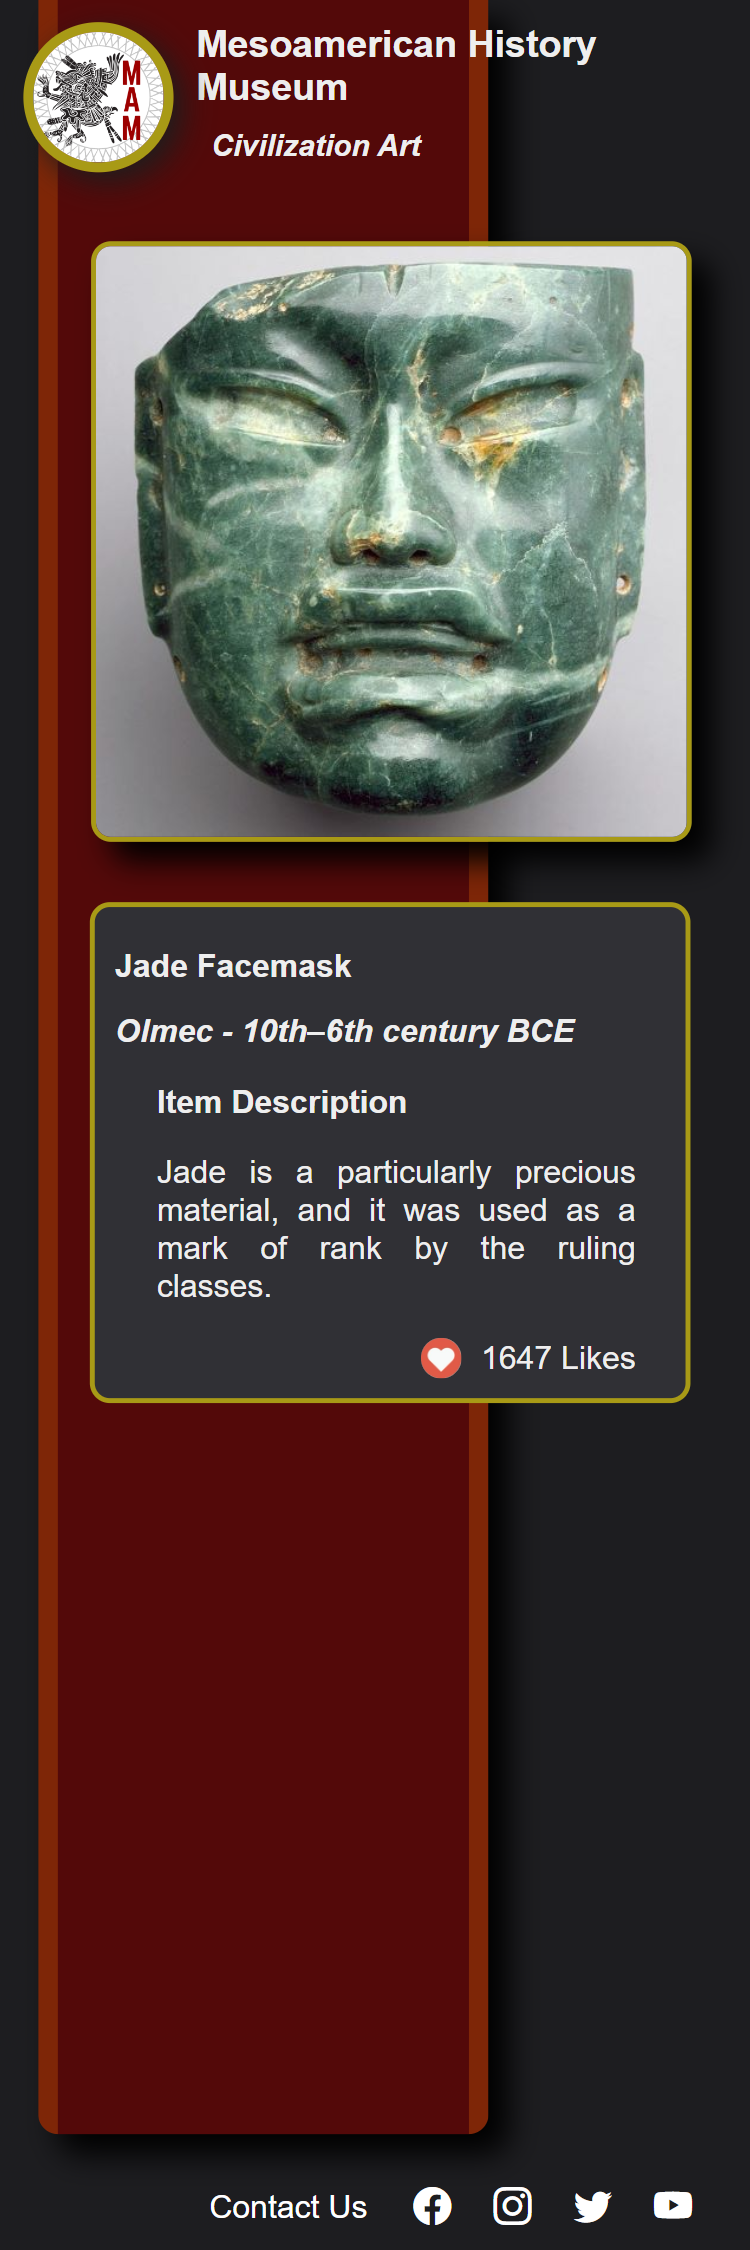 MAM
Mesoamerican History
Museum
Civilization Art
Jade Facemask
Olmec - 10th–6th century BCE
Item Description
Jade is a particularly precious
material, and it was used as a
mark of rank by the ruling
classes.
1647 Likes
Contact Us